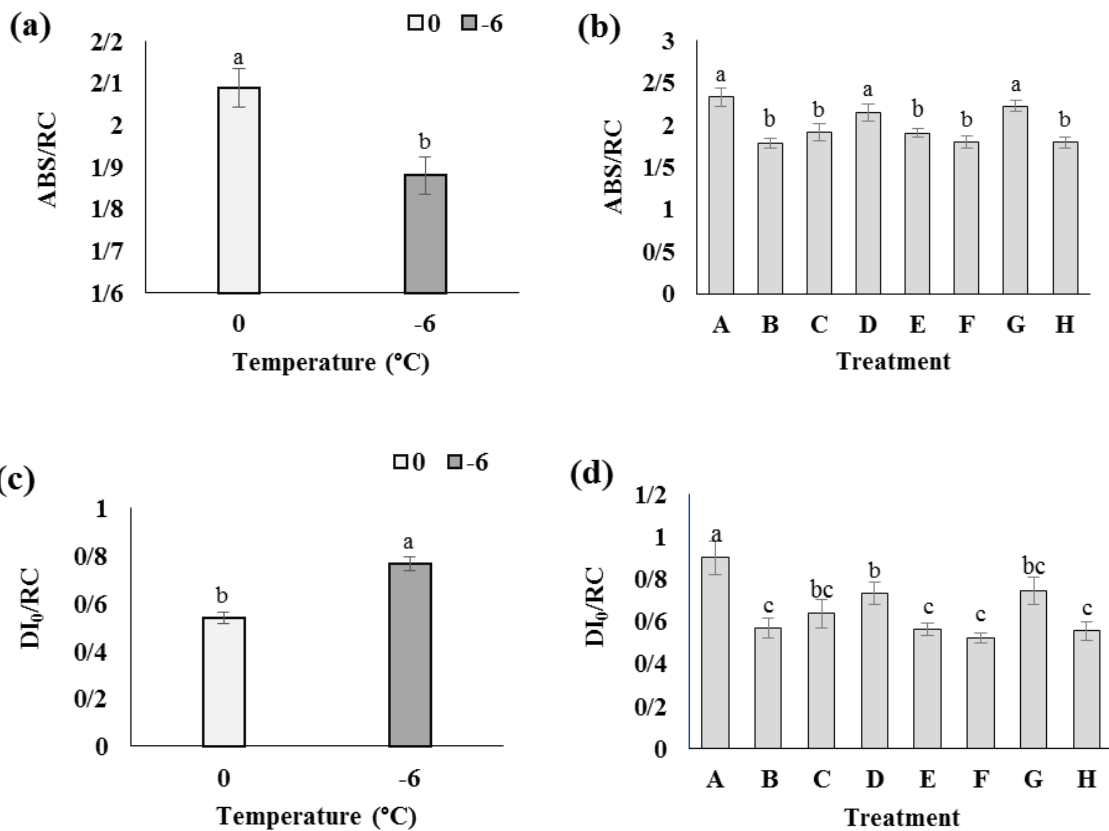 (a)
0 -6
2/2
2/1
2
1/9
1/8
1/7
1/6
ABS/RC
a
b
0 -6
Temperature (°C)
(b)
3
2/5
2
1/5
1
0/5
0
ABS/RC
a b b a b b a b
A B C D E F G H
Treatment
(c)
0 -6
1
0/8
0/6
0/4
0/2
0
DI₀/RC
b
a
0 -6
Temperature (°C)
(d)
1/2
1
0/8
0/6
0/4
0/2
0
DI₀/RC
a c bc b c c bc c
A B C D E F G H
Treatment